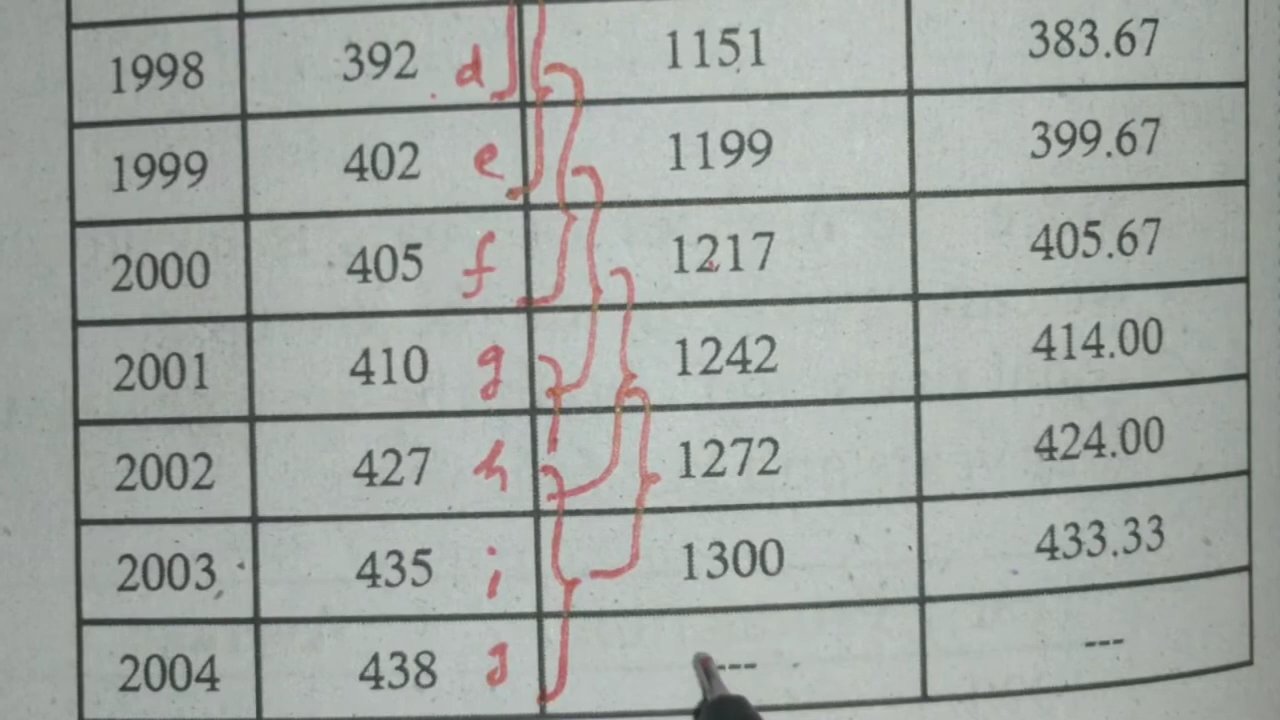 1998 392 d 1151 383.67
1999 402 e 1199 399.67
2000 405 f 1217 405.67
2001 410 g 1242 414.00
2002 427 h 1272 424.00
2003 435 i 1300 433.33
2004 438 J --- ---